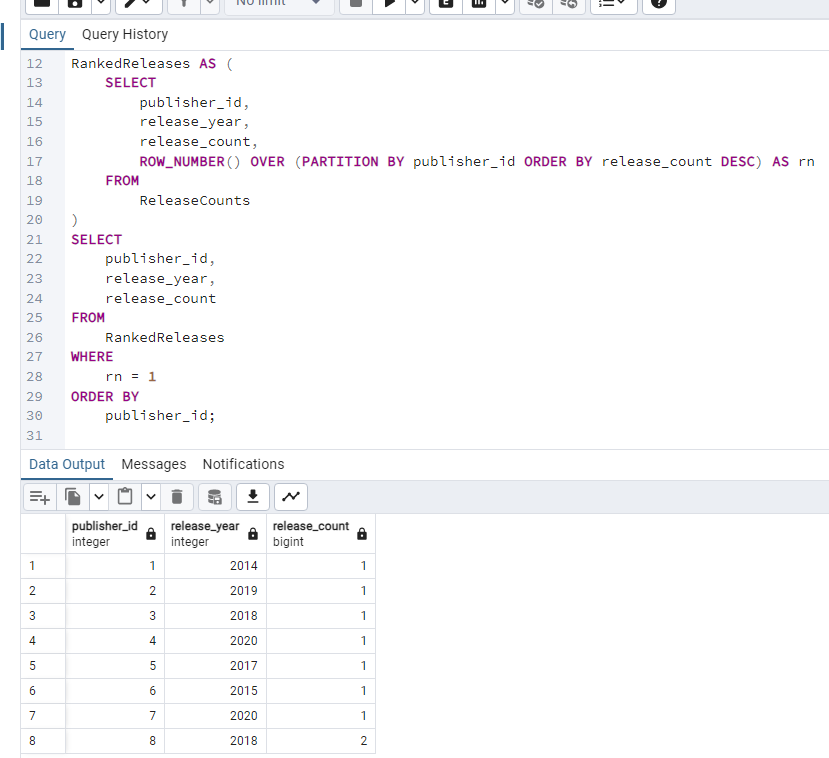 No limit
Query Query History
12 RankedReleases AS (
13 SELECT
14 publisher_id,
15 release_year,
16 release_count,
17 ROW_NUMBER() OVER (PARTITION BY publisher_id ORDER BY release_count DESC) AS rn
18 FROM
19 ReleaseCounts
20 )
21 SELECT
22 publisher_id,
23 release_year,
24 release_count
25 FROM
26 RankedReleases
27 WHERE
28 rn = 1
29 ORDER BY
30 publisher_id;
31
Data Output Messages Notifications
publisher_id release_year release_count
integer integer bigint
1 1 2014 1
2 2 2019 1
3 3 2018 1
4 4 2020 1
5 5 2017 1
6 6 2015 1
7 7 2020 1
8 8 2018 2